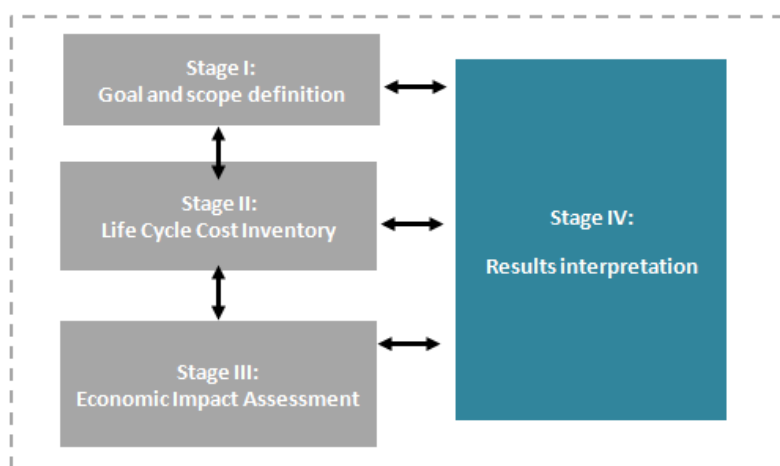 Stage I:
Goal and scope definition
Stage II:
Life Cycle Cost Inventory
Stage III:
Economic Impact Assessment
Stage IV:
Results interpretation